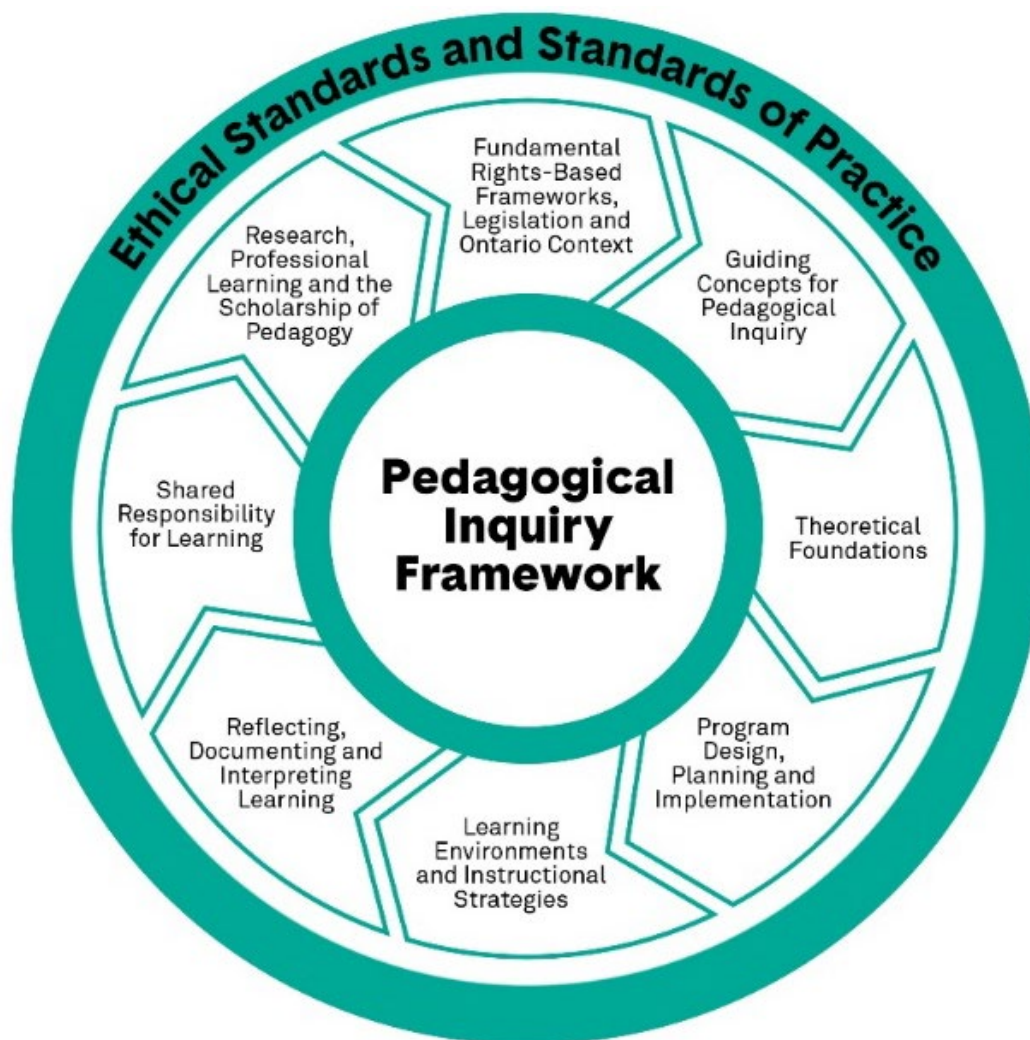 Ethical Standards and Standards of Practice
Fundamental
Rights-Based
Frameworks,
Legislation and
Ontario Context
Guiding
Concepts for
Pedagogical
Inquiry
Theoretical
Foundations
Program
Design,
Planning and
Implementation
Learning
Environments
and Instructional
Strategies
Reflecting,
Documenting and
Interpreting
Learning
Shared
Responsibility
for Learning
Research,
Professional
Learning and the
Scholarship of
Pedagogy
Pedagogical
Inquiry
Framework